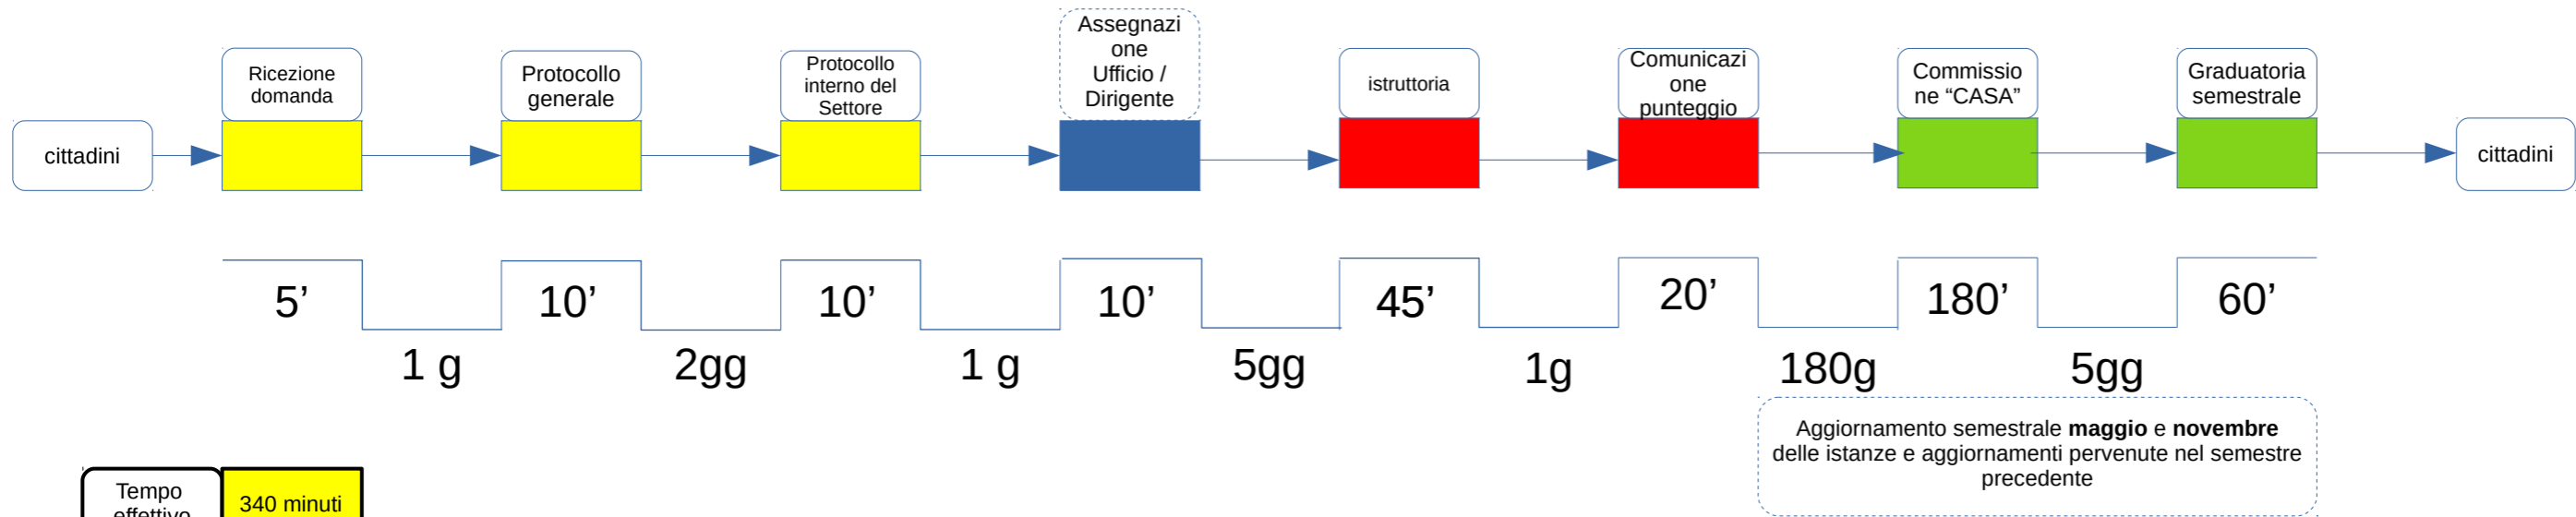 cittadini
Ricezione
domanda
Protocollo
generale
Protocollo
interno del
Settore
Assegnazi
one
Ufficio /
Dirigente
istruttoria
Comunicazi
one
punteggio
Commissio
ne “CASA”
Graduatoria
semestrale
cittadini
5’
10’
10’
10’
45’
20’
180’
60’
1 g
2gg
1 g
5gg
1g
180g
5gg
Aggiornamento semestrale maggio e novembre
delle istanze e aggiornamenti pervenute nel semestre
precedente
Tempo
effettivo
340 minuti